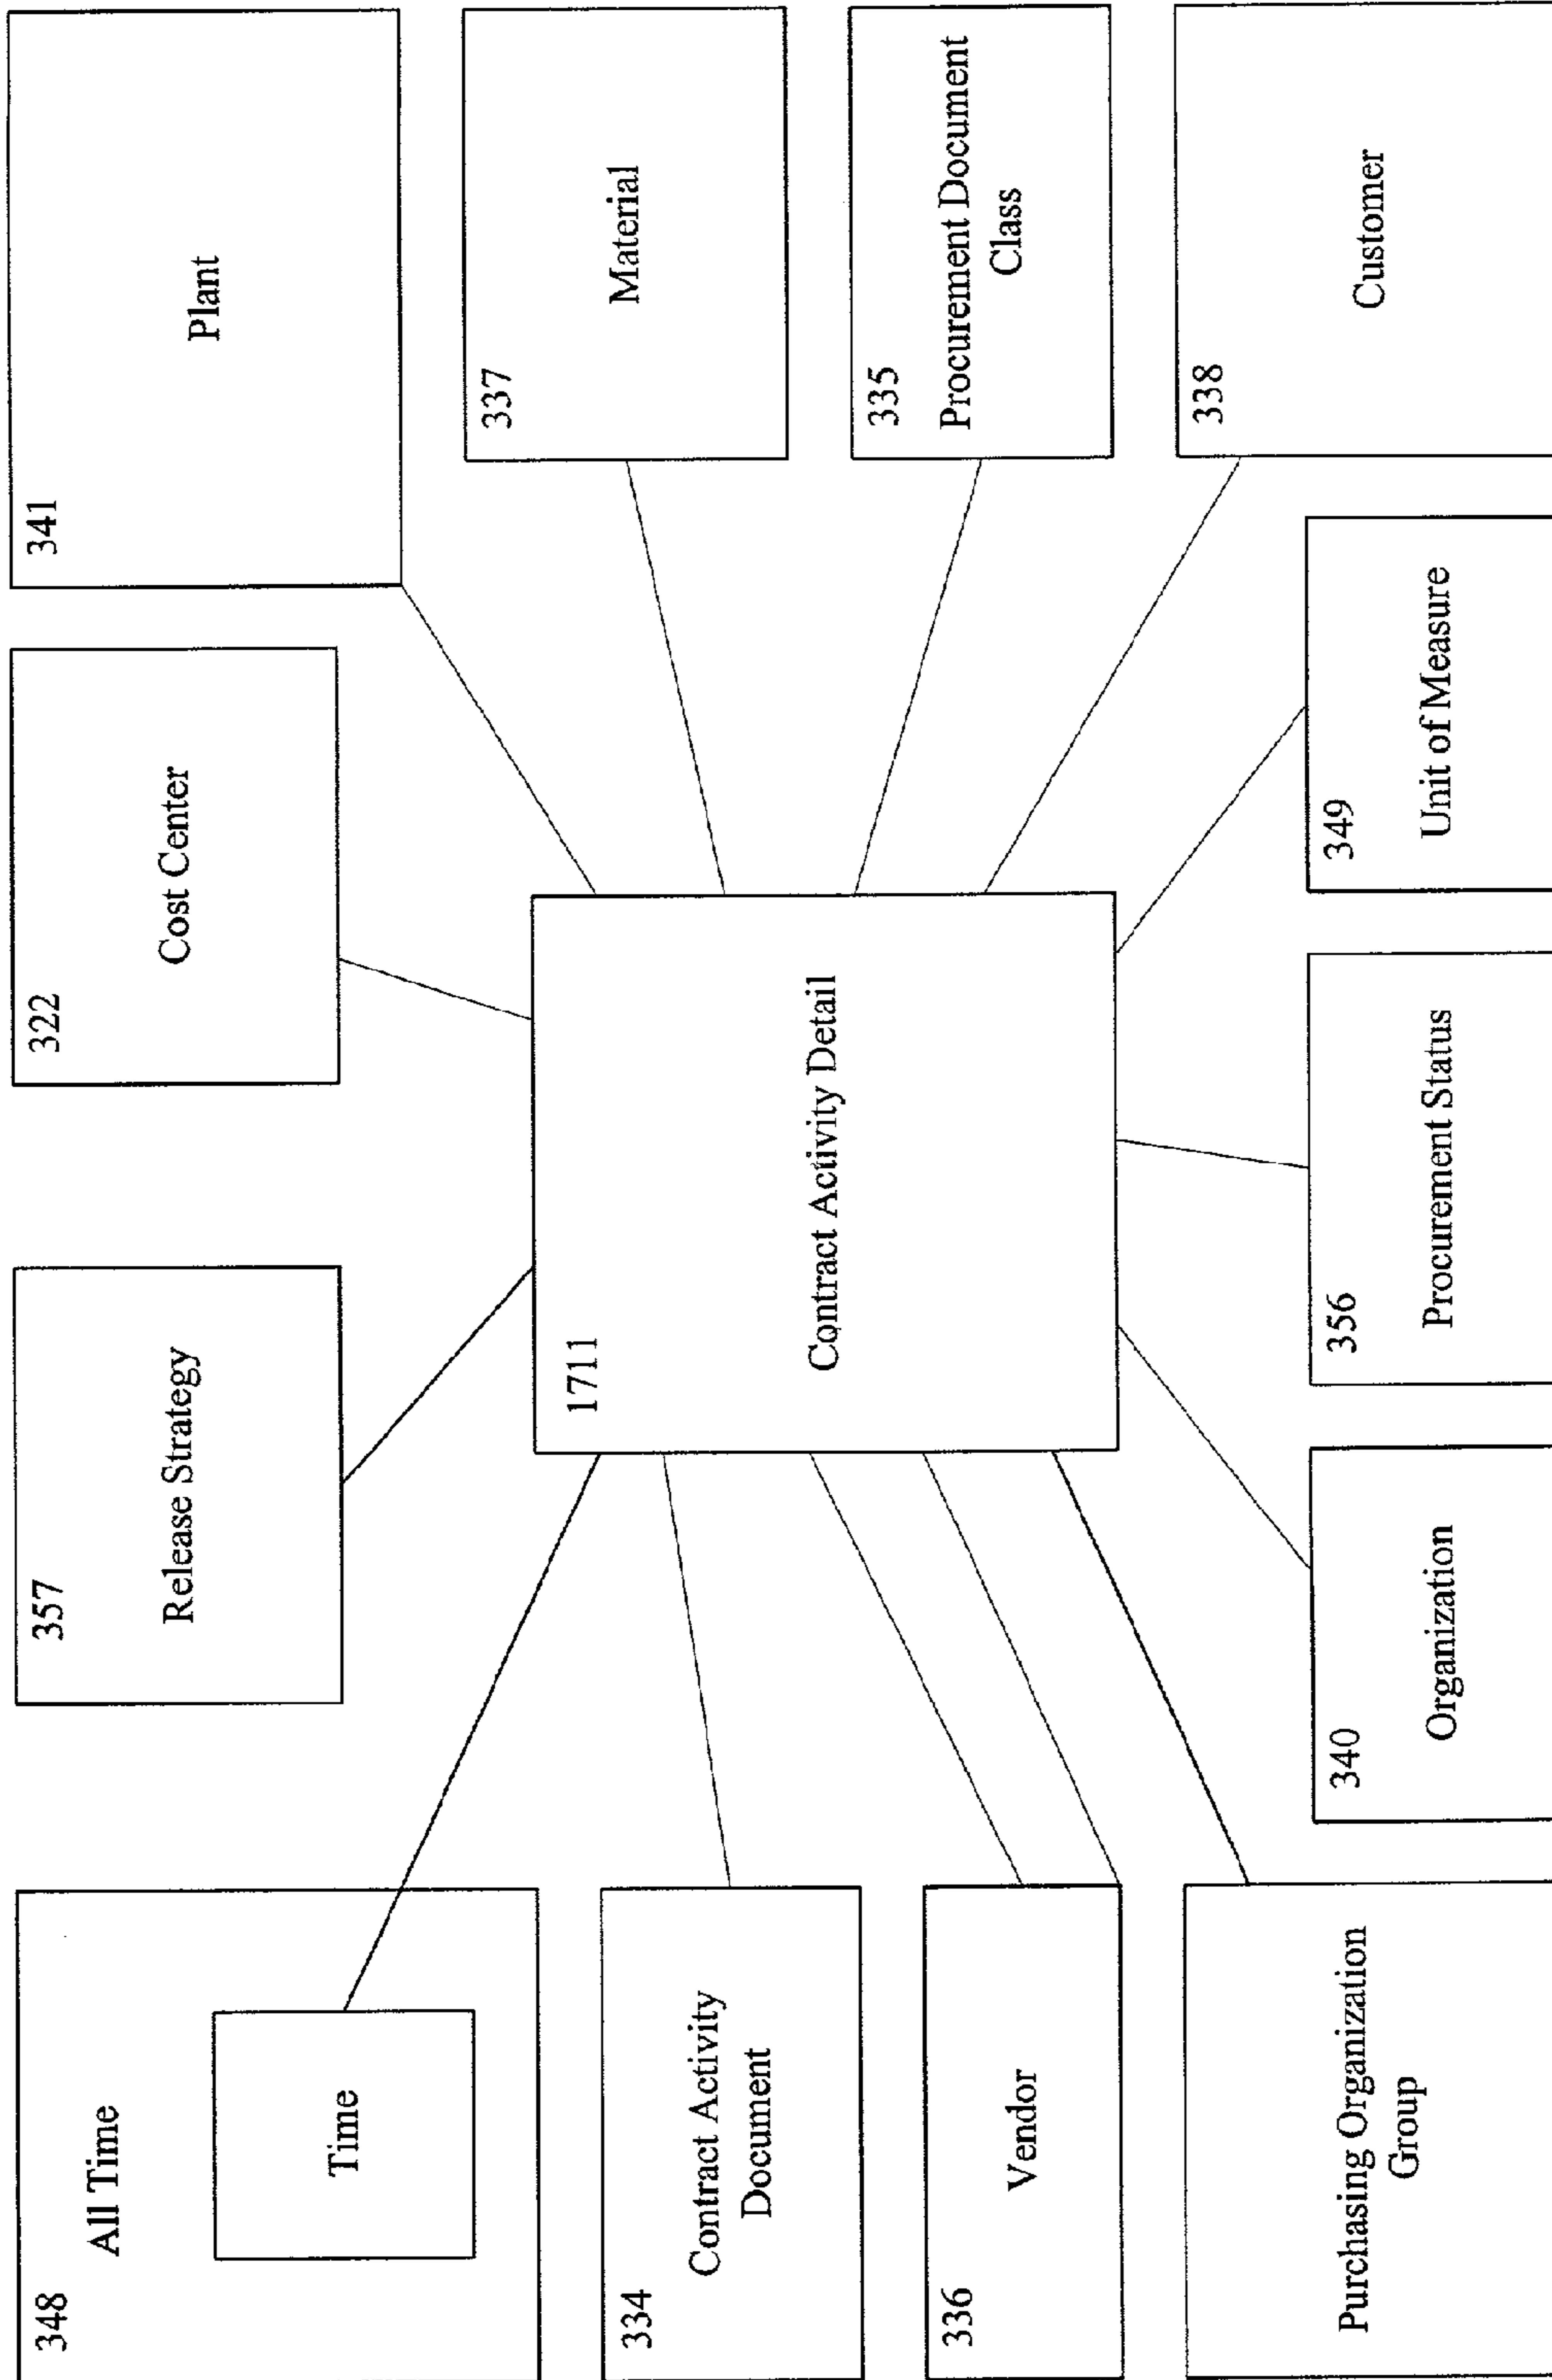 348
All Time
Time
357
Release Strategy
322
Cost Center
341
Plant
334
Contract Activity
Document
1711
Contract Activity Detail
337
Material
336
Vendor
335
Procurement Document
Class
Purchasing Organization
Group
340
Organization
356
Procurement Status
349
Unit of Measure
338
Customer